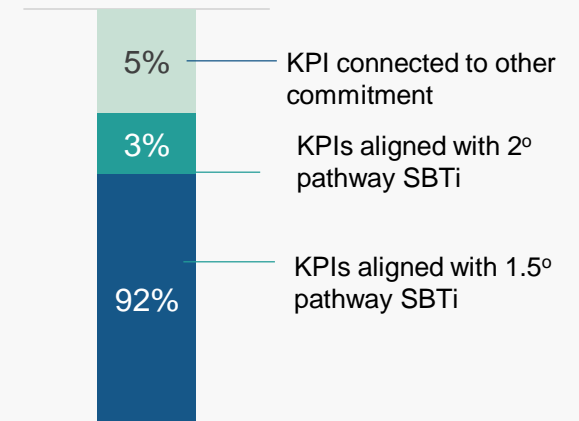 5%
KPI connected to other
commitment
3%
KPIs aligned with 2º
pathway SBTi
KPIs aligned with 1.5º
pathway SBTi
92%